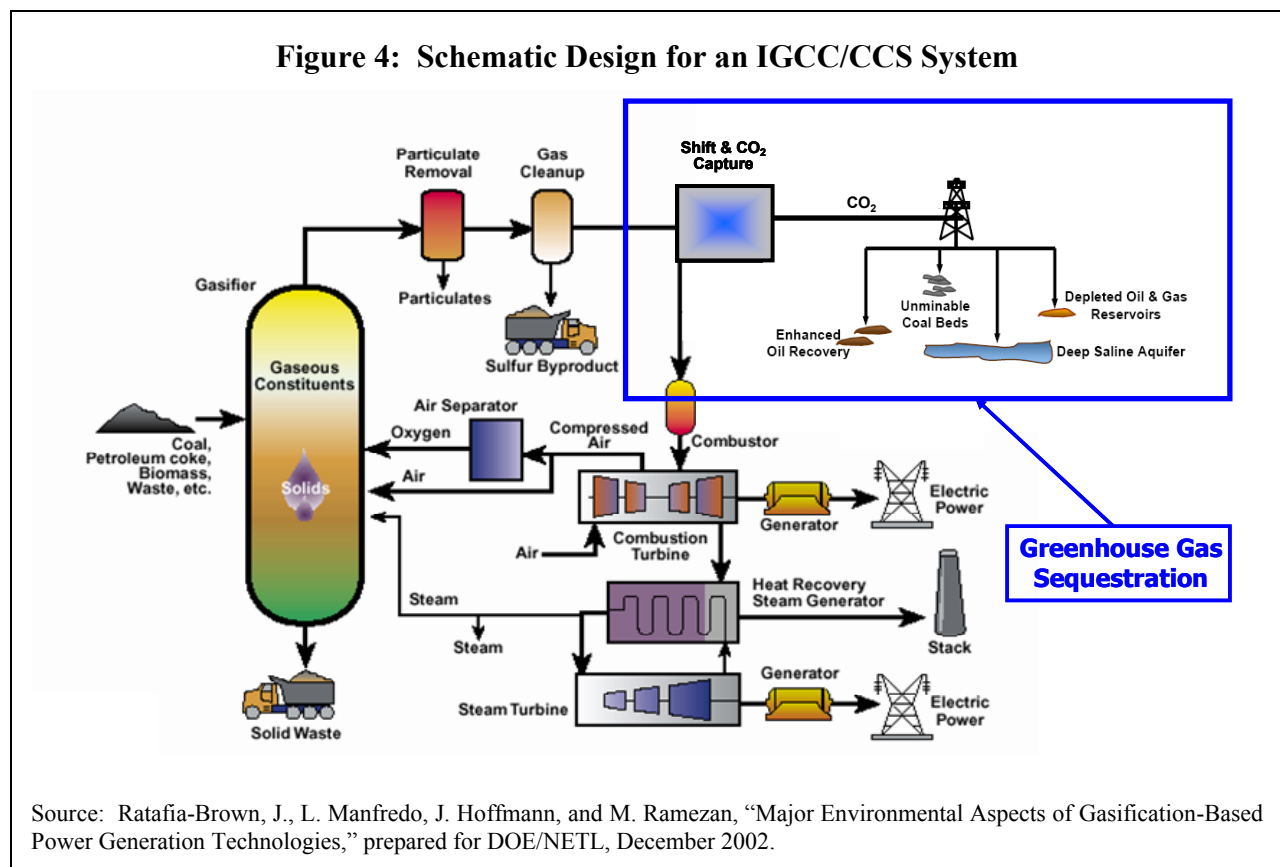 Figure 4: Schematic Design for an IGCC/CCS System
Shift & CO₂
Capture
Particulate
Removal
Gas
Cleanup
CO₂
Gasifier
Particulates
Unminable
Coal Beds
Depleted Oil & Gas
Reservoirs
Enhanced
Oil Recovery
Deep Saline Aquifer
Sulfur Byproduct
Gaseous
Constituents
Air Separator
Oxygen
Compressed
Air
Combustor
Coal,
Petroleum coke,
Biomass,
Waste, etc.
Solids
Air
Electric
Power
Generator
Air
Combustion
Turbine
Greenhouse Gas
Sequestration
Heat Recovery
Steam Generator
Steam
Steam
Stack
Generator
Steam Turbine
Electric
Power
Solid Waste
Source: Ratafia-Brown, J., L. Manfredo, J. Hoffmann, and M. Ramezan, “Major Environmental Aspects of Gasification-Based
Power Generation Technologies,” prepared for DOE/NETL, December 2002.